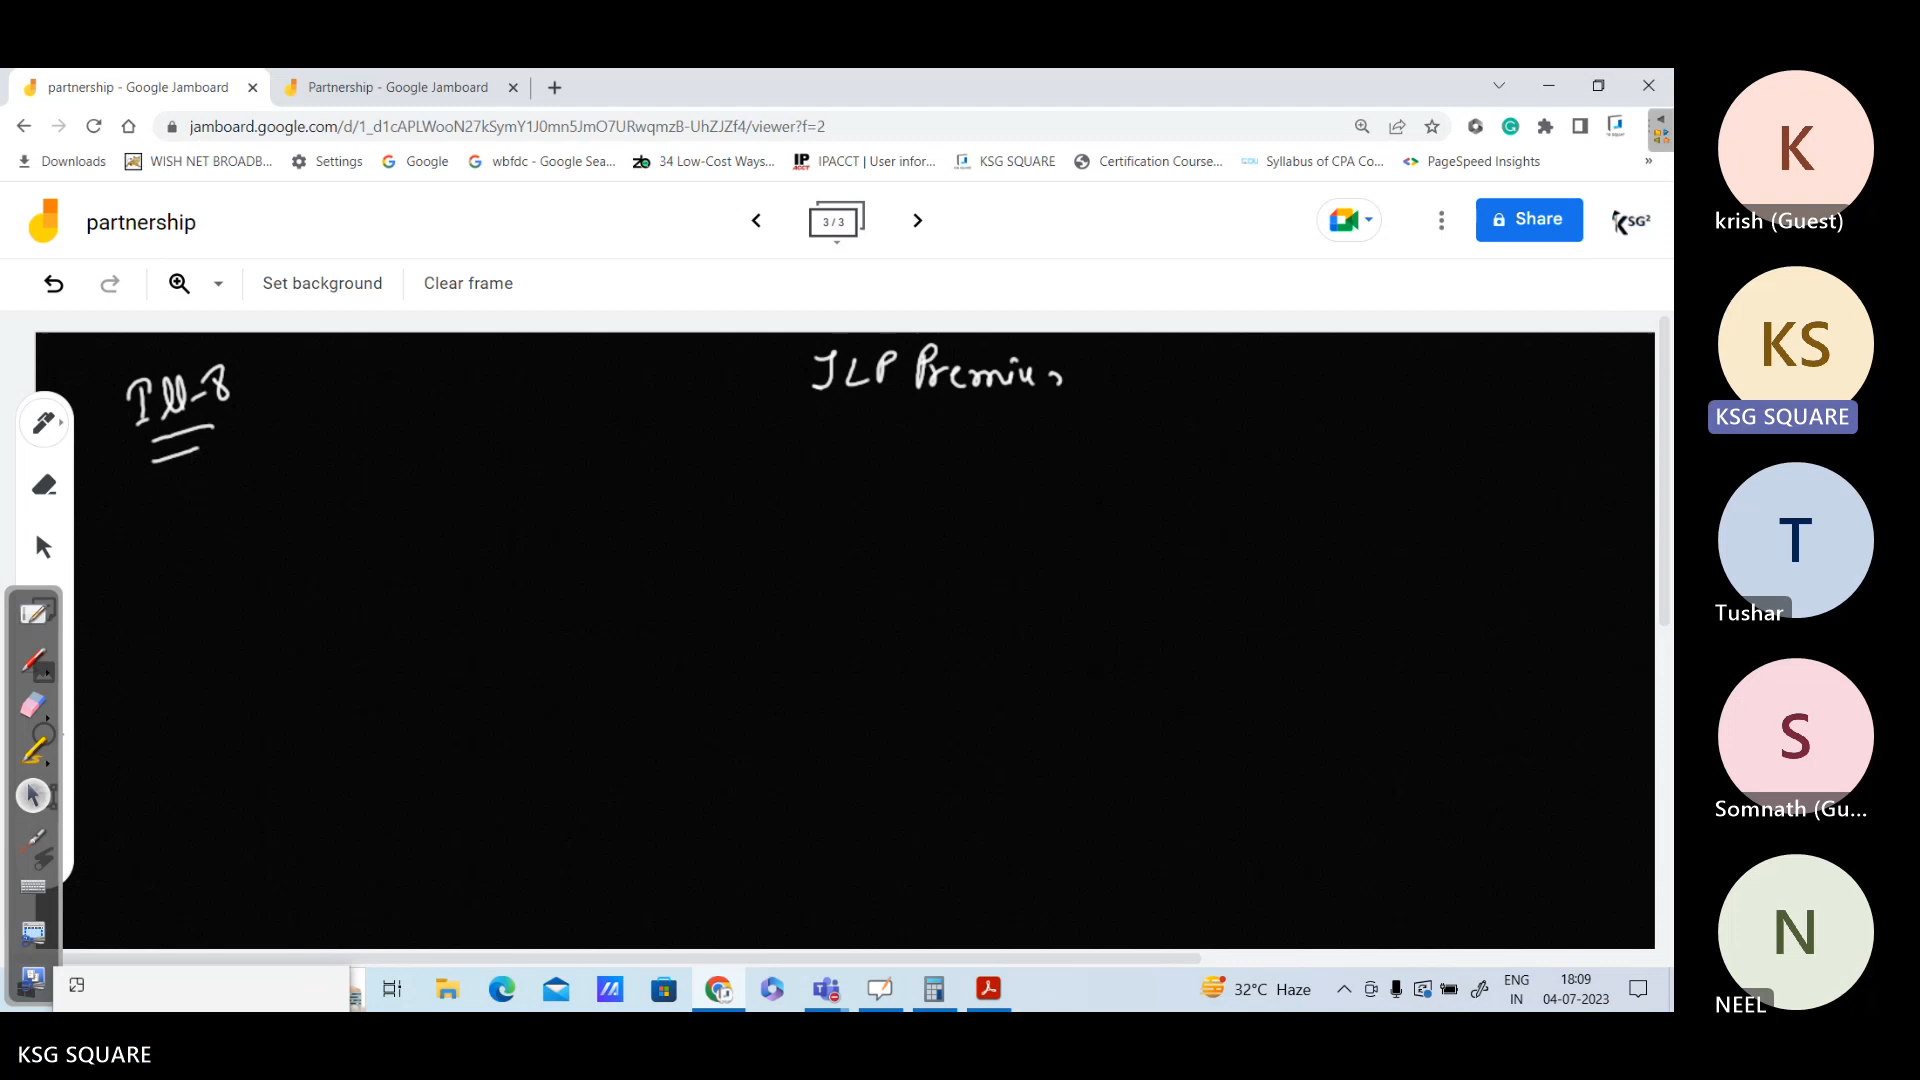 partnership - Google Jamboard
Partnership - Google Jamboard
jamboard.google.com/d/1_d1cAPLWooN27kSymY1J0mn5JmO7URwqmzB-UhZJZf4/viewer?f=2
Downloads WISH NET BROADB... Settings Google wbfdc - Google Sea... 34 Low-Cost Ways... IPACCT | User infor... KSG SQUARE Certification Course... Syllabus of CPA Co... PageSpeed Insights »
partnership
3 / 3
Share
KSG²
Set background
Clear frame
Ill-8
JLP Premiu
32°C Haze
ENG
IN
18:09
04-07-2023
K
krish (Guest)
KS
KSG SQUARE
T
Tushar
S
Somnath (Gu...
N
NEEL
KSG SQUARE